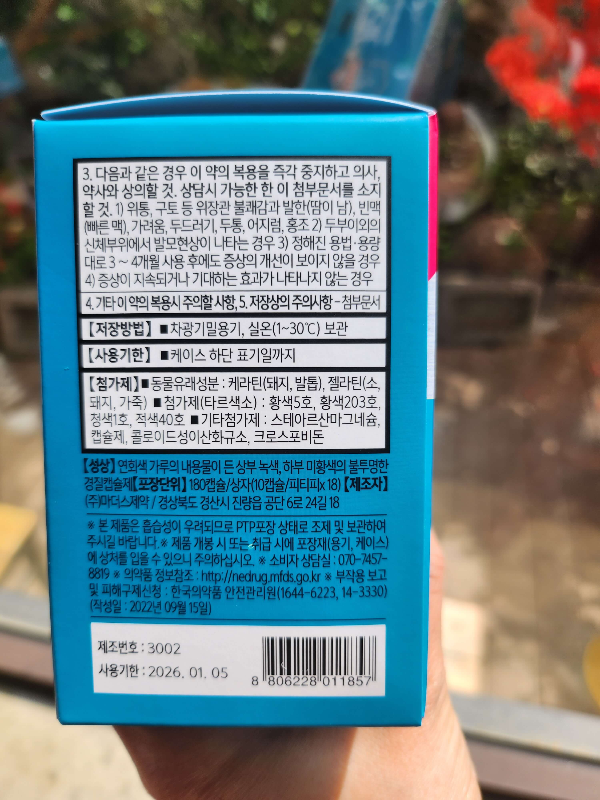 3. 다음과 같은 경우 이 약의 복용을 즉각 중지하고 의사,
약사와 상의할 것. 상담시 가능한 한 이 첨부문서를 소지
할 것. 1) 위통, 구토 등 위장관 불쾌감과 발한(땀이 남), 빈맥
(빠른 맥), 가려움, 두드러기, 두통, 어지럼, 홍조 2) 두부이외의
신체부위에서 발모현상이 나타나는 경우 3) 정해진 용법·용량
대로 3 ~ 4개월 사용 후에도 증상의 개선이 보이지 않을 경우
4) 증상이 지속되거나 기대하는 효과가 나타나지 않는 경우
4. 기타 이 약의 복용시 주의할 사항, 5. 저장상의 주의사항 - 첨부문서
【저장방법】 ■차광기밀용기, 실온(1~30℃) 보관
【사용기한】 ■케이스 하단 표기일까지
【첨가제】■동물유래성분 : 케라틴(돼지, 발톱), 젤라틴(소,
돼지, 가죽) ■첨가제(타르색소) : 황색5호, 황색203호,
청색1호, 적색40호 ■기타첨가제 : 스테아르산마그네슘,
캡슐제, 콜로이드성이산화규소, 크로스포비돈
【성상】 연회색 가루의 내용물이 든 상부 녹색, 하부 미황색의 불투명한
경질캡슐제【포장단위】180캡슐/상자(10캡슐/피티피x18)【제조자】
(주)마더스제약 / 경상북도 경산시 진량읍 공단 6로 24길 18
※ 본 제품은 흡습성이 우려되므로 PTP포장 상태로 조제 및 보관하여
주시길 바랍니다.※ 제품 개봉 시 또는 취급 시에 포장재(용기, 케이스)
에 상처를 입을 수 있으니 주의하십시오. ※ 소비자 상담실 : 070-7457-
8819 ※ 의약품 정보참조 : http://nedrug.mfds.go.kr ※ 부작용 보고
및 피해구제신청 : 한국의약품 안전관리원(1644-6223, 14-3330)
(작성일 : 2022년 09월 15일)
제조번호 : 3002
사용기한 : 2026. 01. 05
8 806228 011857